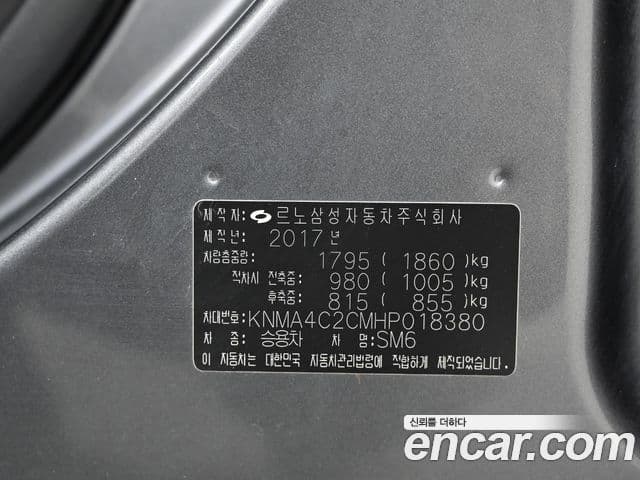 제작자: 르노삼성자동차주식회사
제작년: 2017년
차량총중량: 1795 ( 1860)kg
적차시 전축중: 980 ( 1005)kg
후축중: 815 ( 855)kg
차대번호: KNMA4C2CMHP018380
차 종: 승용차 차 명: SM6
이 자동차는 대한민국 자동차관리법령에 적합하게 제작되었습니다.
신뢰를 더하다
encar.com